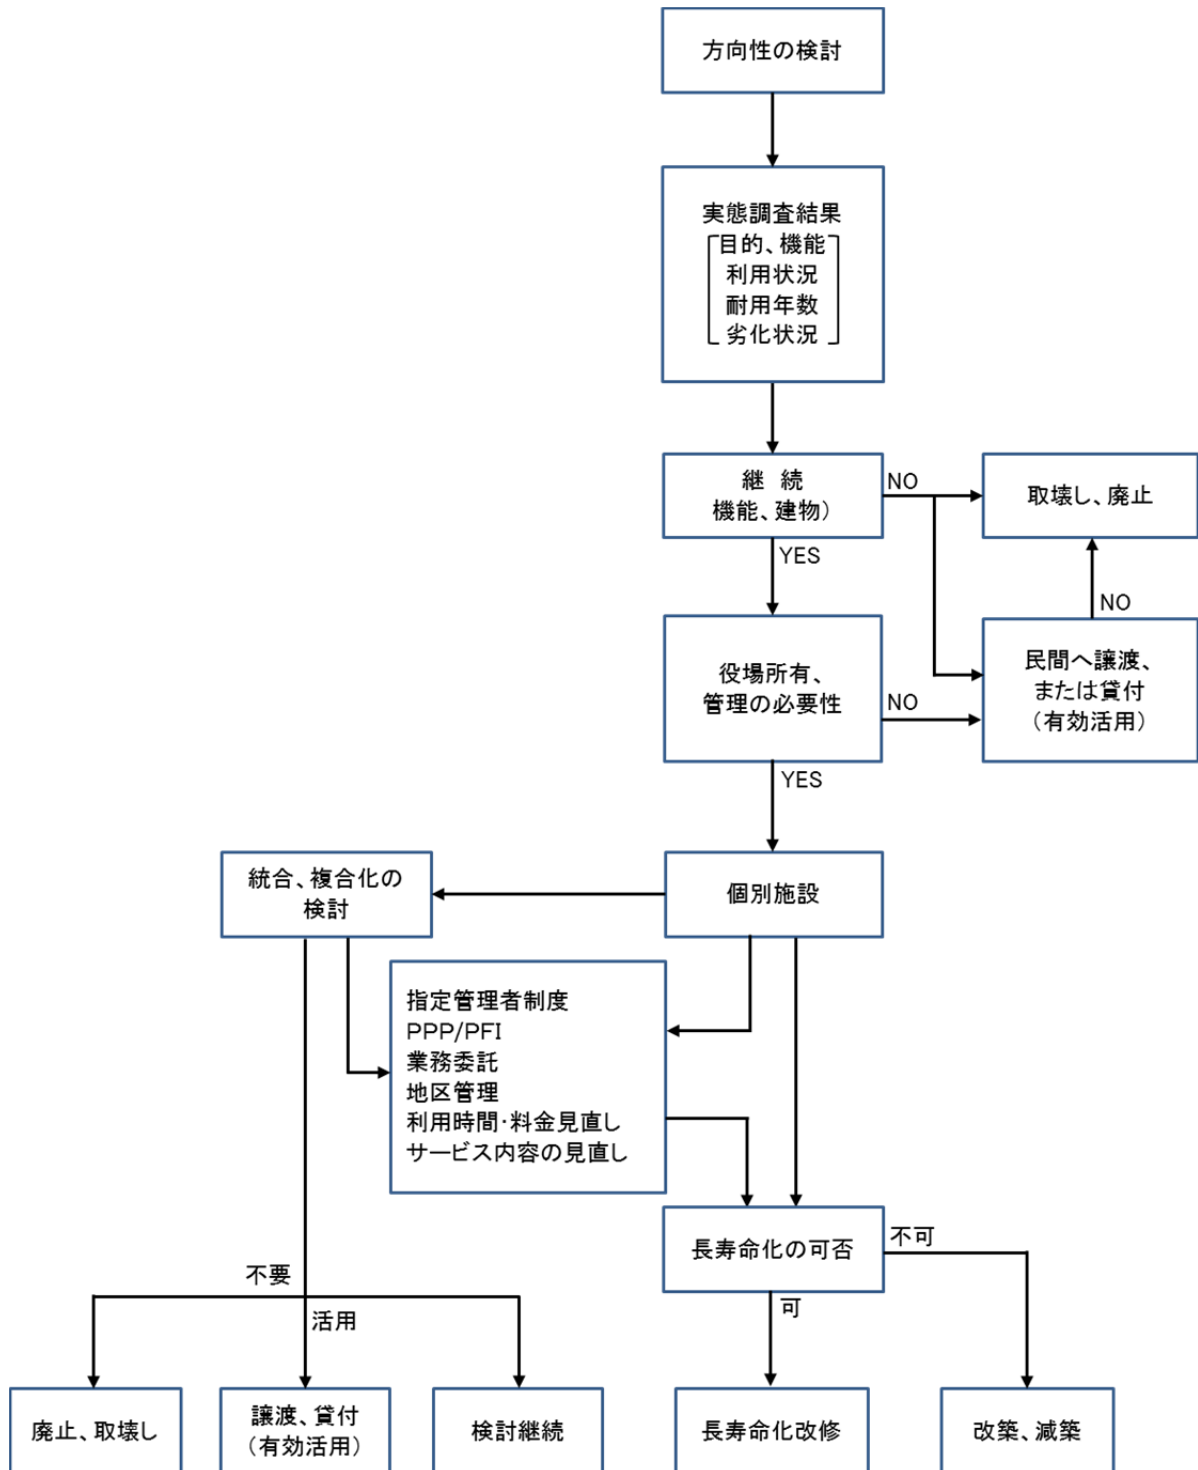 方向性の検討
実態調査結果
目的、機能
利用状況
耐用年数
劣化状況
継　続
機能、建物）
NO
取壊し、廃止
YES
NO
役場所有、
管理の必要性
NO
民間へ譲渡、
または貸付
（有効活用）
YES
統合、複合化の
検討
個別施設
指定管理者制度
PPP/PFI
業務委託
地区管理
利用時間・料金見直し
サービス内容の見直し
長寿命化の可否
不可
不要
活用
可
廃止、取壊し
譲渡、貸付
（有効活用）
検討継続
長寿命化改修
改築、減築